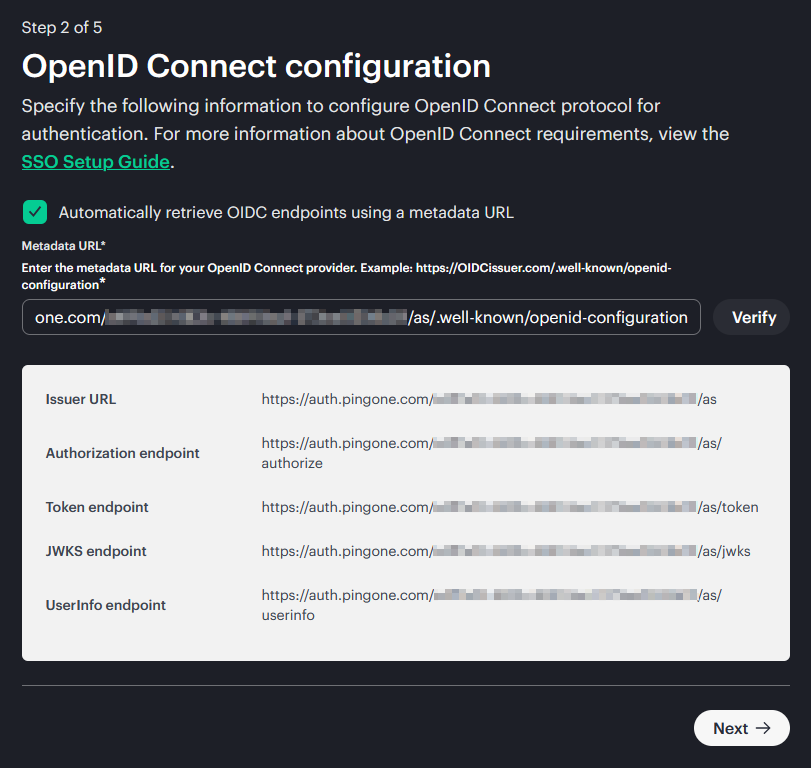 Step 2 of 5
OpenID Connect configuration
Specify the following information to configure OpenID Connect protocol for
authentication. For more information about OpenID Connect requirements, view the
SSO Setup Guide.
Automatically retrieve OIDC endpoints using a metadata URL
Metadata URL*
Enter the metadata URL for your OpenID Connect provider. Example: https://OIDCissuer.com/.well-known/openid-
configuration*
one.com/ /as/.well-known/openid-configuration Verify
Issuer URL https://auth.pingone.com/ /as
Authorization endpoint https://auth.pingone.com/ /as/
authorize
Token endpoint https://auth.pingone.com/ /as/token
JWKS endpoint https://auth.pingone.com/ /as/jwks
UserInfo endpoint https://auth.pingone.com/ /as/
userinfo
Next →